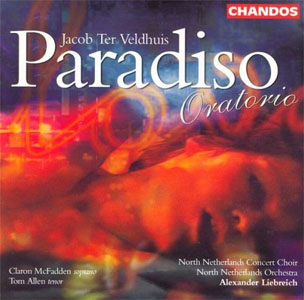 CHANDOS
Jacob Ter Veldhuis
Paradiso
Oratorio
North Netherlands Concert Choir
Claron McFadden soprano North Netherlands Orchestra
Tom Allen tenor Alexander Liebreich